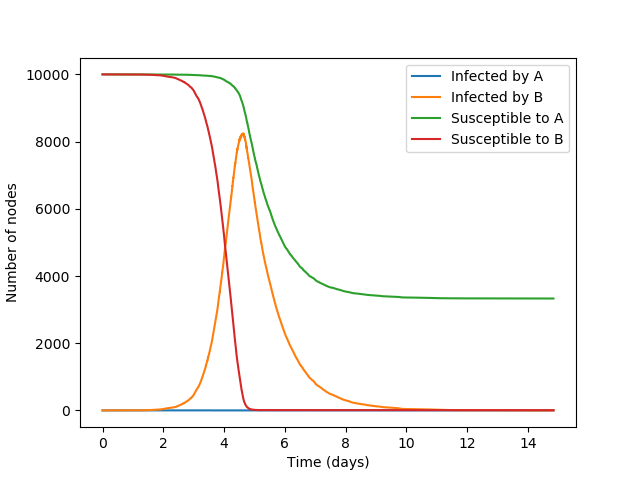 10000
8000
6000
4000
2000
0
Number of nodes
0 2 4 6 8 10 12 14
Time (days)
Infected by A
Infected by B
Susceptible to A
Susceptible to B